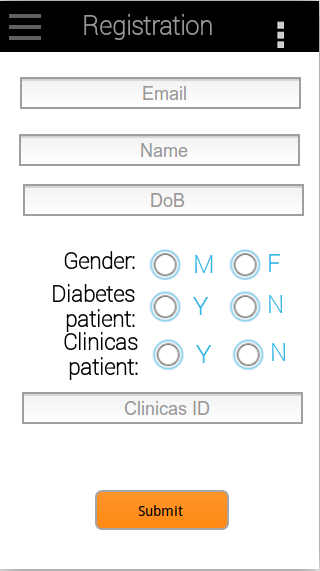 Registration
Email
Name
DoB
Gender: M F
Diabetes
patient: Y N
Clinicas
patient: Y N
Clinicas ID
Submit